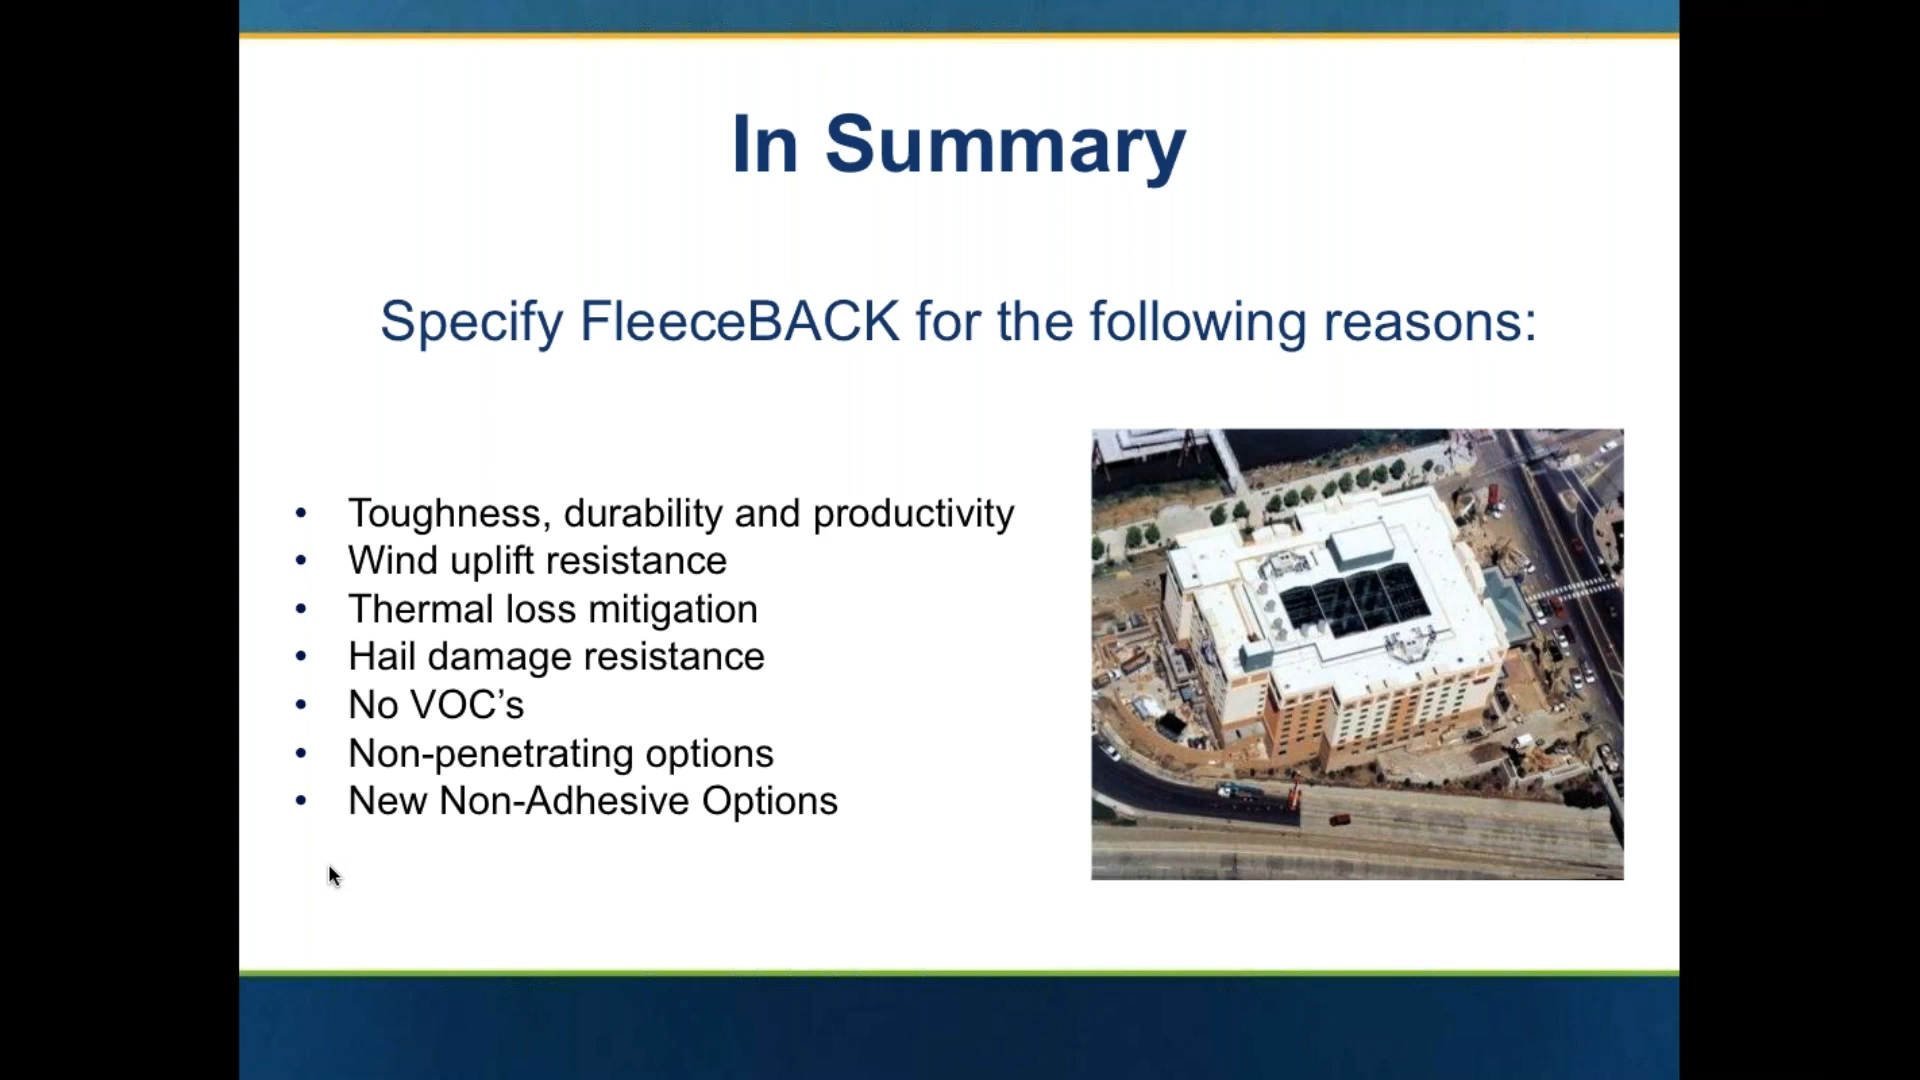 In Summary
Specify FleeceBACK for the following reasons:
• Toughness, durability and productivity
• Wind uplift resistance
• Thermal loss mitigation
• Hail damage resistance
• No VOC’s
• Non-penetrating options
• New Non-Adhesive Options